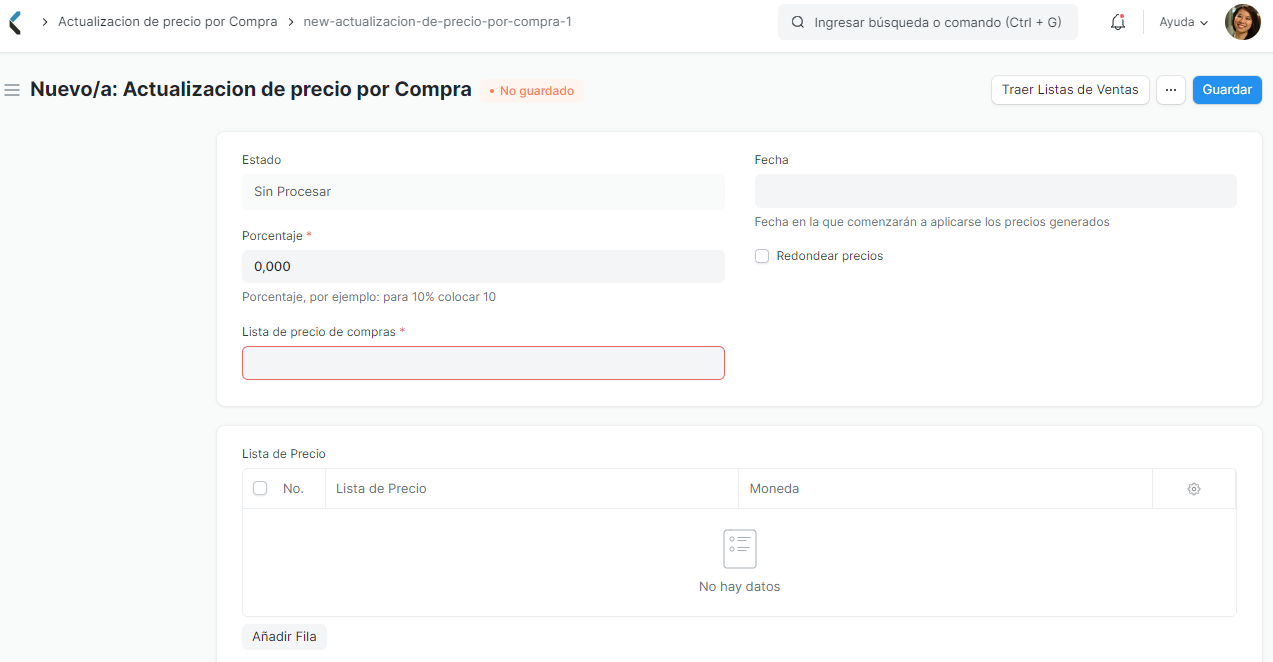 Actualizacion de precio por Compra
new-actualizacion-de-precio-por-compra-1
Ingresar búsqueda o comando (Ctrl + G)
Ayuda
Nuevo/a: Actualizacion de precio por Compra
No guardado
Traer Listas de Ventas
Guardar
Estado
Sin Procesar
Porcentaje *
0,000
Porcentaje, por ejemplo: para 10% colocar 10
Lista de precio de compras *
Fecha
Fecha en la que comenzarán a aplicarse los precios generados
Redondear precios
Lista de Precio
No.
Lista de Precio
Moneda
No hay datos
Añadir Fila